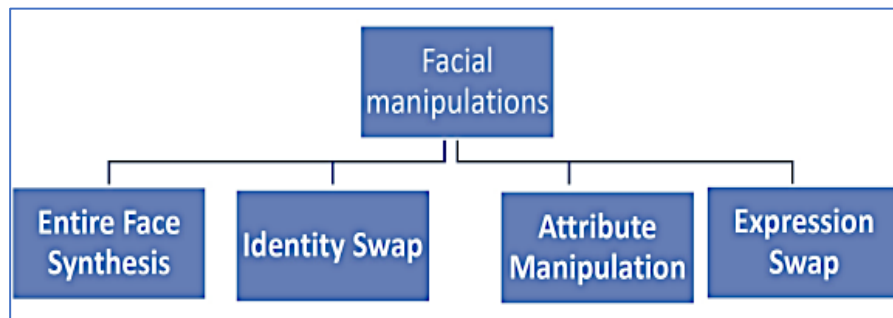 Facial
manipulations
Entire Face
Synthesis
Identity Swap
Attribute
Manipulation
Expression
Swap